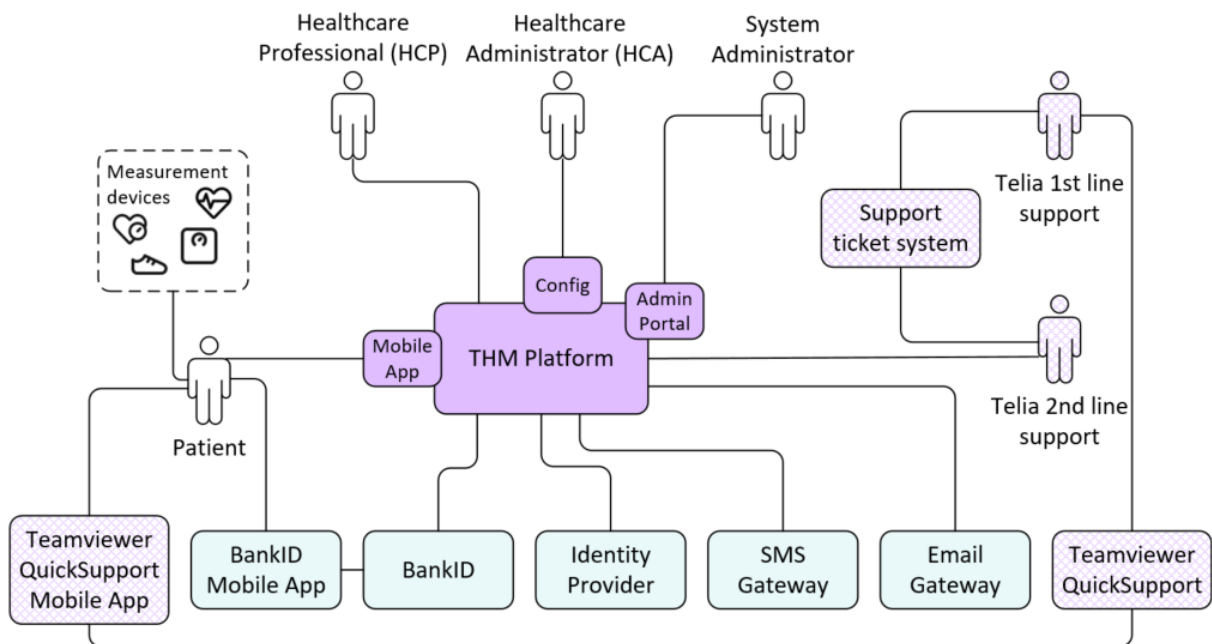 Healthcare
Professional (HCP)
Healthcare
Administrator (HCA)
System
Administrator
Measurement
devices
Telia 1st line
support
Support
ticket system
Config
Admin
Portal
Mobile
App
THM Platform
Patient
Telia 2nd line
support
Teamviewer
QuickSupport
Mobile App
BankID
Mobile App
BankID
Identity
Provider
SMS
Gateway
Email
Gateway
Teamviewer
QuickSupport